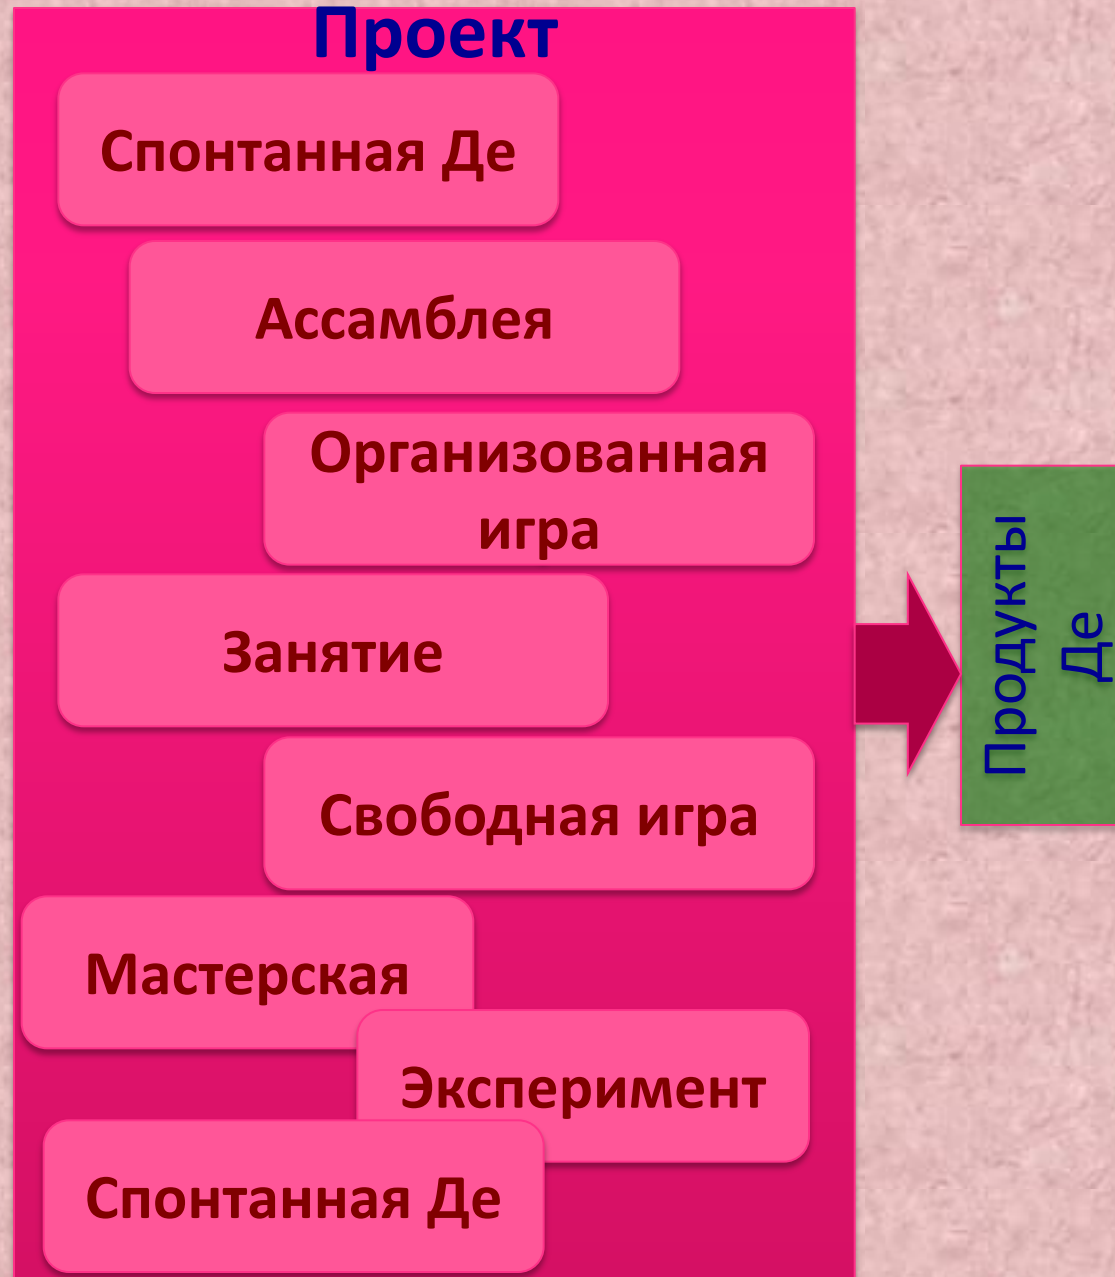 Проект
Спонтанная Де
Ассамблея
Организованная
игра
Занятие
Свободная игра
Мастерская
Эксперимент
Спонтанная Де
Продукты
Де